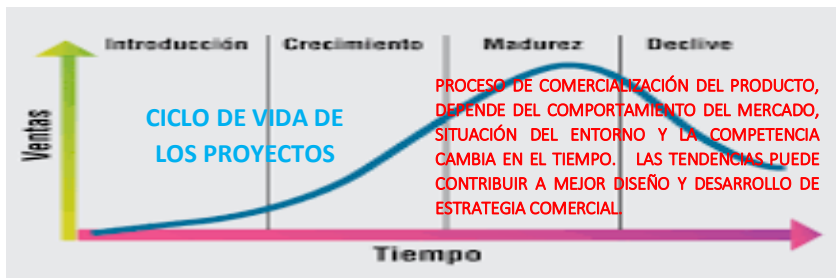 Introducción Crecimiento Madurez Declive
Ventas
CICLO DE VIDA DE
LOS PROYECTOS
PROCESO DE COMERCIALIZACIÓN DEL PRODUCTO,
DEPENDE DEL COMPORTAMIENTO DEL MERCADO,
SITUACIÓN DEL ENTORNO Y LA COMPETENCIA
CAMBIA EN EL TIEMPO. LAS TENDENCIAS PUEDE
CONTRIBUIR A MEJOR DISEÑO Y DESARROLLO DE
ESTRATEGIA COMERCIAL.
Tiempo